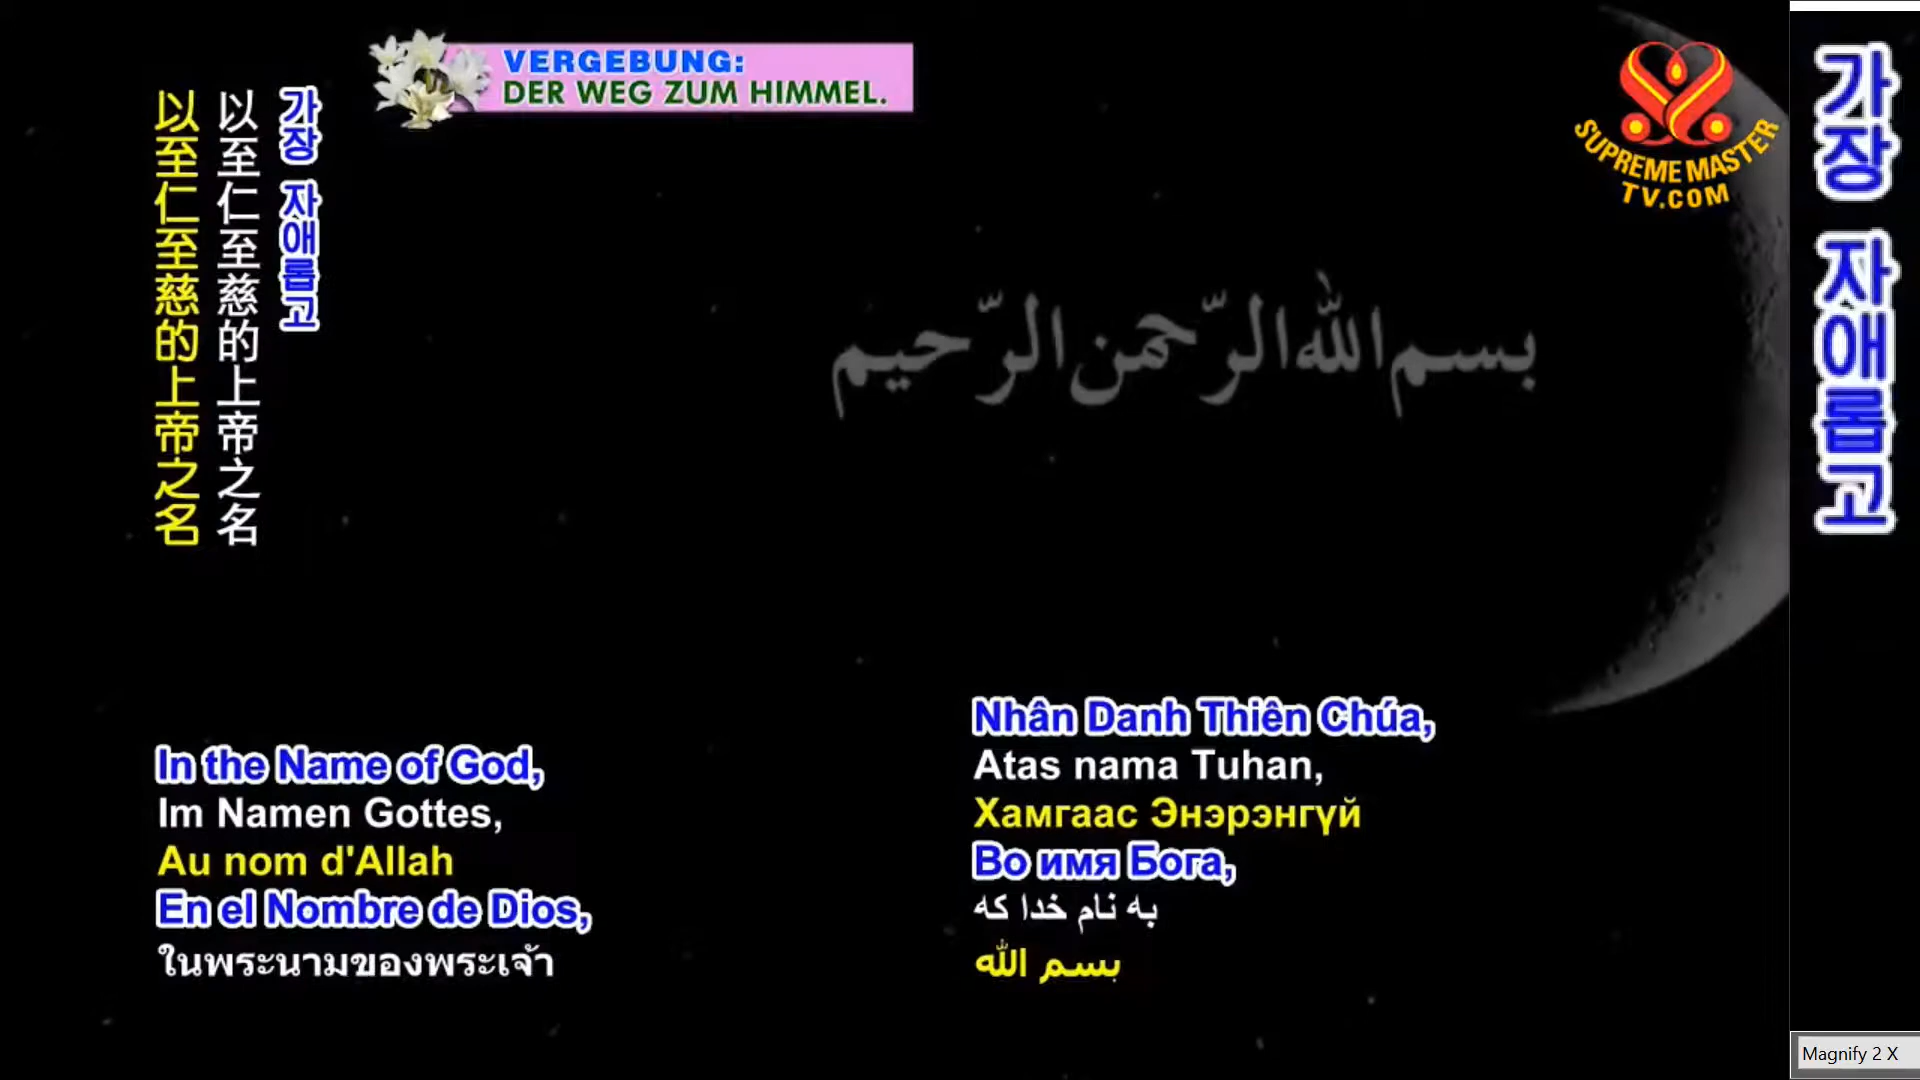 VERGEBUNG:
DER WEG ZUM HIMMEL.
SUPREME MASTER
TV.COM
가장 자애롭고
以至仁至慈的上帝之名
以至仁至慈的上帝之名
가장 자애롭고
بسم الله الرّحمن الرّحيم
In the Name of God,
Im Namen Gottes,
Au nom d'Allah
En el Nombre de Dios,
ในพระนามของพระเจ้า
Nhân Danh Thiên Chúa,
Atas nama Tuhan,
Хамгаас Энэрэнгүй
Во имя Бога,
به نام خدا که
بسم الله
Magnify 2 X